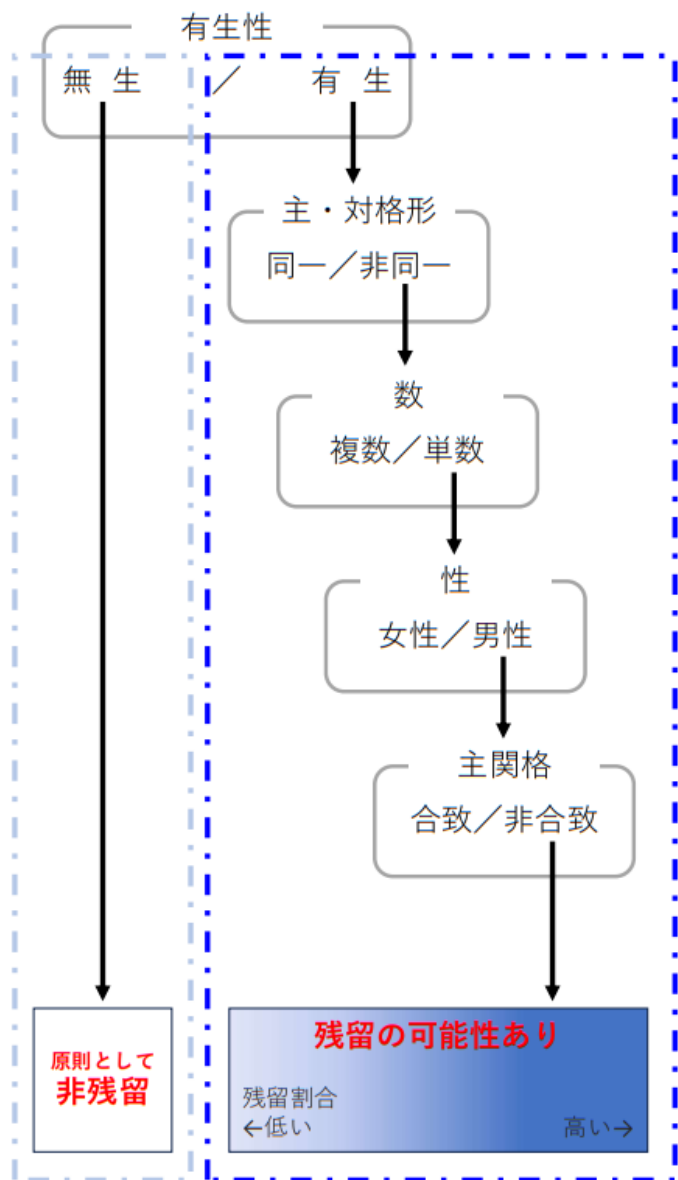 有生性
無生／有生
主・対格形
同一／非同一
数
複数／単数
性
女性／男性
主関格
合致／非合致
原則として
非残留
残留の可能性あり
残留割合
←低い 高い→